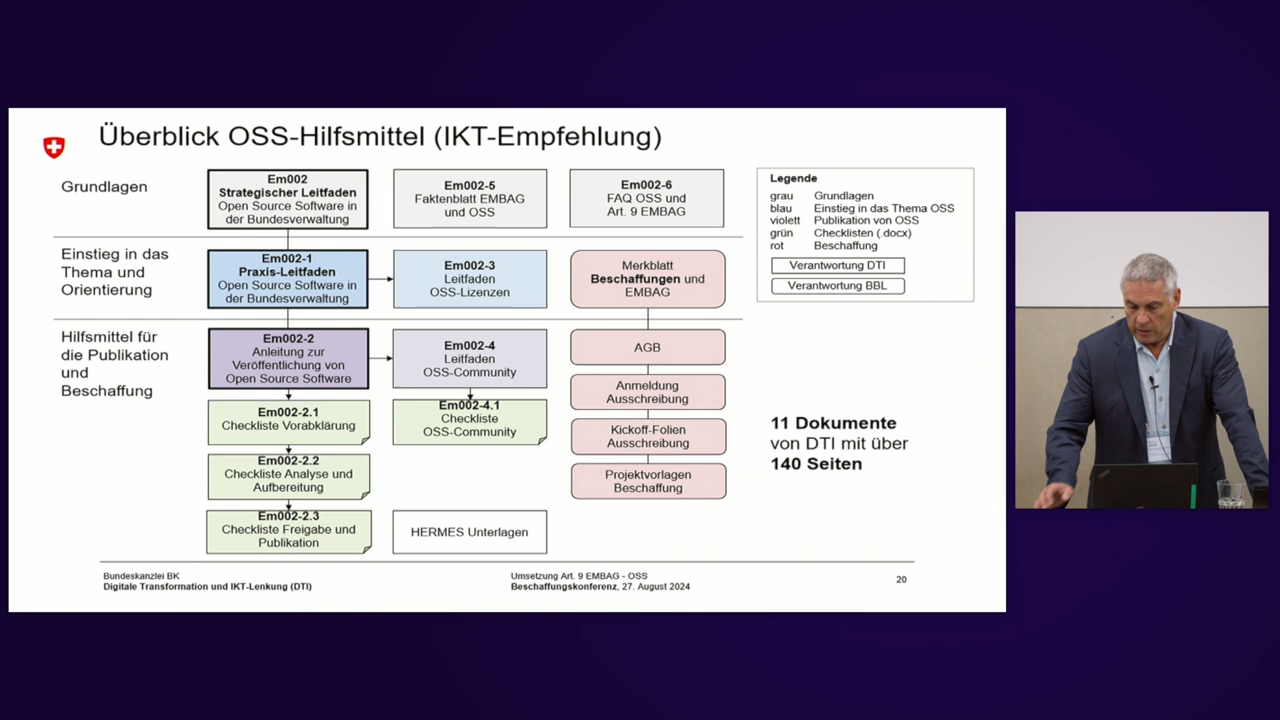 Überblick OSS-Hilfsmittel (IKT-Empfehlung)
Grundlagen
Em002
Strategischer Leitfaden
Open Source Software in
der Bundesverwaltung
Em002-5
Faktenblatt EMBAG
und OSS
Em002-6
FAQ OSS und
Art. 9 EMBAG
Legende
grau Grundlagen
blau Einstieg in das Thema OSS
violett Publikation von OSS
grün Checklisten (.docx)
rot Beschaffung
Verantwortung DTI
Verantwortung BBL
Einstieg in das
Thema und
Orientierung
Em002-1
Praxis-Leitfaden
Open Source Software in
der Bundesverwaltung
Em002-3
Leitfaden
OSS-Lizenzen
Merkblatt
Beschaffungen und
EMBAG
Hilfsmittel für
die Publikation
und
Beschaffung
Em002-2
Anleitung zur
Veröffentlichung von
Open Source Software
Em002-4
Leitfaden
OSS-Community
AGB
Em002-2.1
Checkliste Vorabklärung
Em002-4.1
Checkliste
OSS-Community
Anmeldung
Ausschreibung
Kickoff-Folien
Ausschreibung
Em002-2.2
Checkliste Analyse und
Aufbereitung
Projektvorlagen
Beschaffung
Em002-2.3
Checkliste Freigabe und
Publikation
HERMES Unterlagen
11 Dokumente
von DTI mit über
140 Seiten
Bundeskanzlei BK
Digitale Transformation und IKT-Lenkung (DTI)
Umsetzung Art. 9 EMBAG - OSS
Beschaffungskonferenz, 27. August 2024
20